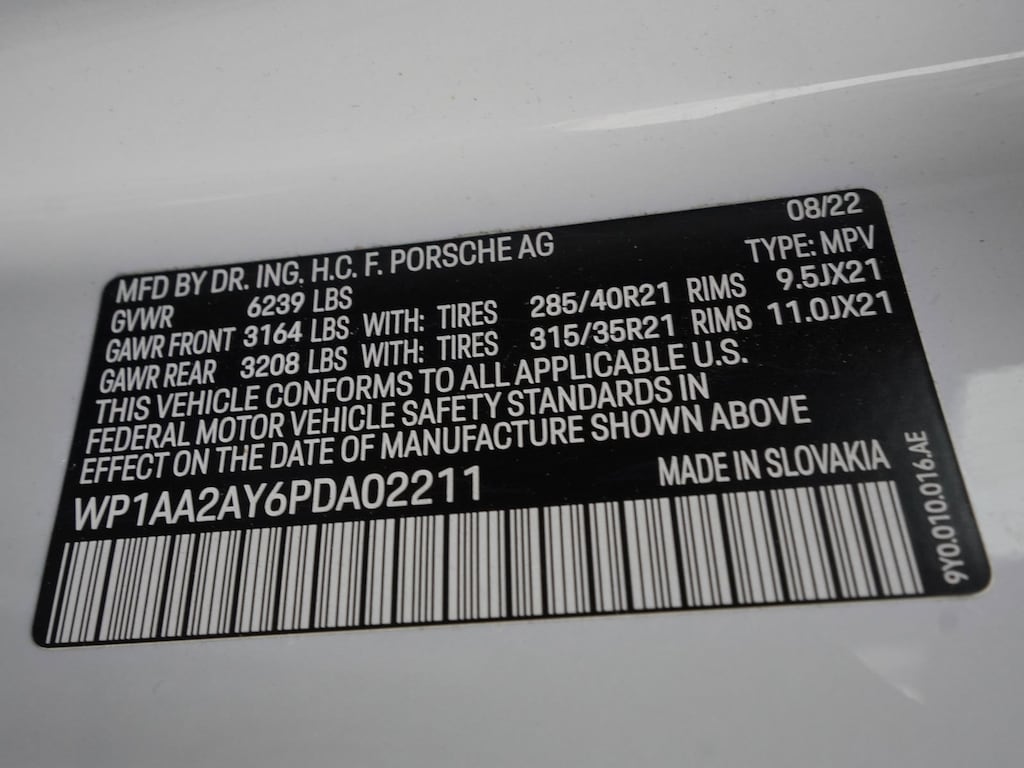 08/22
MFD BY DR. ING. H.C. F. PORSCHE AG TYPE: MPV
GVWR 6239 LBS
GAWR FRONT 3164 LBS WITH: TIRES 285/40R21 RIMS 9.5JX21
GAWR REAR 3208 LBS WITH: TIRES 315/35R21 RIMS 11.0JX21
THIS VEHICLE CONFORMS TO ALL APPLICABLE U.S.
FEDERAL MOTOR VEHICLE SAFETY STANDARDS IN
EFFECT ON THE DATE OF MANUFACTURE SHOWN ABOVE
WP1AA2AY6PDA02211 MADE IN SLOVAKIA
9Y0.010.016.AE